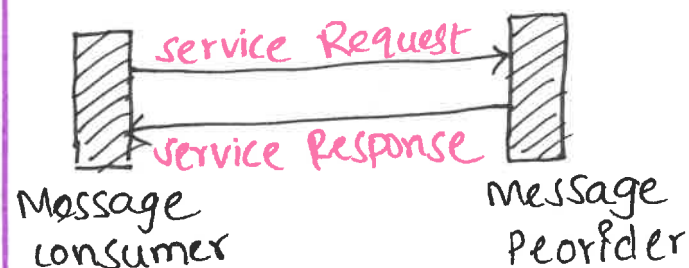 service Request
service Response
Message
consumer
Message
Peorider